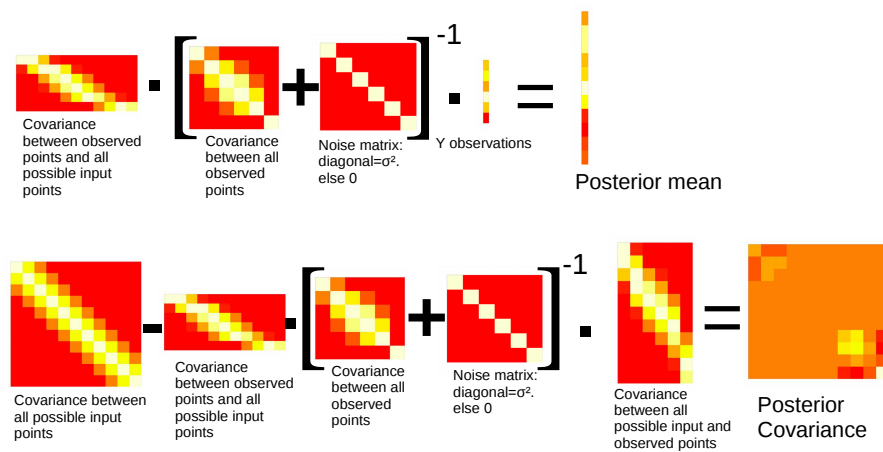 -1
Covariance
between observed
points and all
possible input
points
Covariance
between all
observed
points
Noise matrix:
diagonal=σ².
else 0
Y observations
Posterior mean
-1
Covariance between
all possible input
points
Covariance
between observed
points and all
possible input
points
Covariance
between all
observed
points
Noise matrix:
diagonal=σ².
else 0
Covariance
between all
possible input and
observed points
Posterior
Covariance